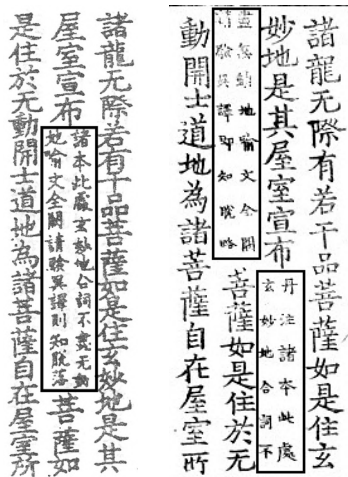 諸龍无際有若干品菩薩如是住玄
妙地是其屋室宣布
丹注諸本此處
玄妙地合詞不
盡無動地喻文全闕
請驗異譯即知脫略
菩薩如是住於无
動開士道地為諸菩薩自在屋室所
諸龍无際若有干品菩薩如是住玄妙地是其
屋室宣布
諸本此處玄妙地合詞不盡无動
地喻文全闕請驗異譯則知脫落
菩薩如
是住於无動開士道地為諸菩薩自在屋室所